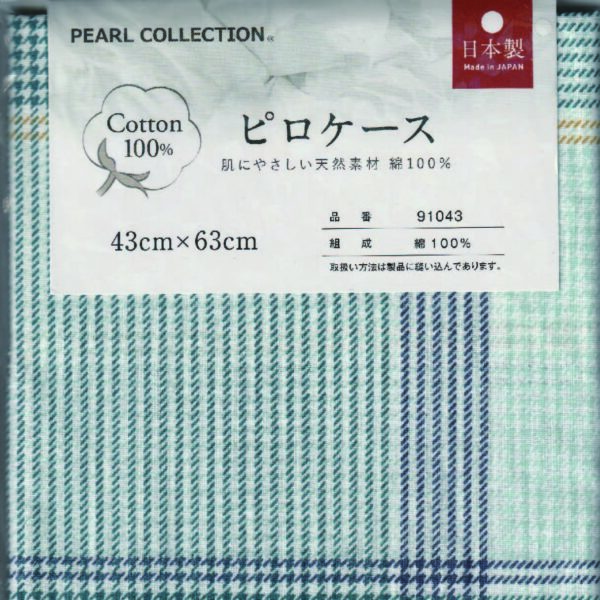 PEARL COLLECTION
日本製
Made in JAPAN
Cotton
100%
ピロケース
肌にやさしい天然素材 綿100%
43cm×63cm
品 番 91043
組 成 綿100%
取扱い方法は製品に縫い込んであります。